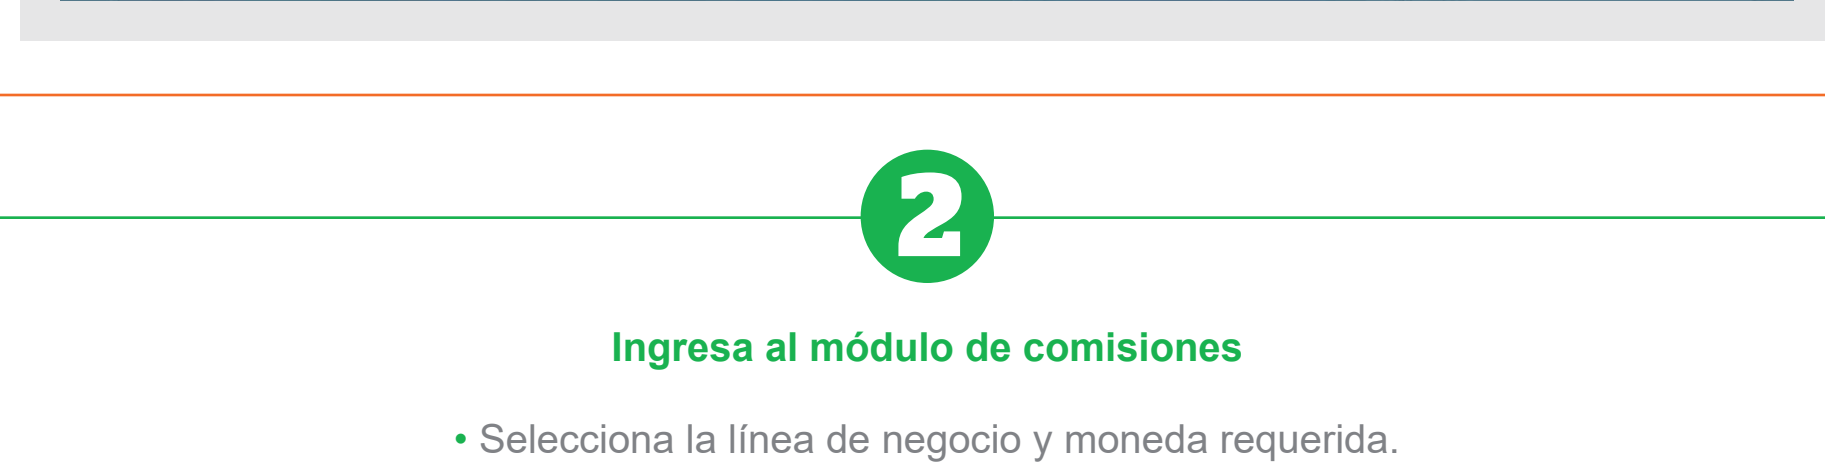 2
Ingresa al módulo de comisiones
• Selecciona la línea de negocio y moneda requerida.